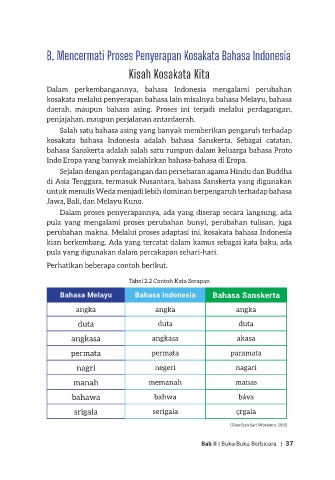 B. Mencermati Proses Penyerapan Kosakata Bahasa Indonesia
Kisah Kosakata Kita
Dalam perkembangannya, bahasa Indonesia mengalami perubahan
kosakata melalui penyerapan bahasa lain misalnya bahasa Melayu, bahasa
daerah, maupun bahasa asing. Proses ini terjadi melalui perdagangan,
penjajahan, maupun perjalanan antardaerah.
Salah satu bahasa asing yang banyak memberikan pengaruh terhadap
kosakata bahasa Indonesia adalah bahasa Sanskerta. Sebagai catatan,
bahasa Sanskerta adalah salah satu rumpun dalam keluarga bahasa Proto
Indo Eropa yang banyak melahirkan bahasa-bahasa di Eropa.
Sejalan dengan perdagangan dan persebaran agama Hindu dan Buddha
di Asia Tenggara, termasuk Nusantara, bahasa Sanskerta yang digunakan
untuk menulis Weda menjadi lebih dominan berpengaruh terhadap bahasa
Jawa, Bali, dan Melayu Kuno.
Dalam proses penyerapannya, ada yang diserap secara langsung, ada
pula yang mengalami proses perubahan bunyi, perubahan tulisan, juga
perubahan makna. Melalui proses adaptasi ini, kosakata bahasa Indonesia
kian berkembang. Ada yang tercatat dalam kamus sebagai kata baku, ada
pula yang digunakan dalam percakapan sehari-hari.
Perhatikan beberapa contoh berikut.
Tabel 2.2 Contoh Kata Serapan
Bahasa Melayu Bahasa Indonesia Bahasa Sanskerta
angka angka angka
duta duta duta
angkasa angkasa akasa
permata permata paramata
nagri negeri nagari
manah memanah manas
bahawa bahwa báva
srigala serigala çrgala
Bab II | Buku-Buku Berbicara | 37